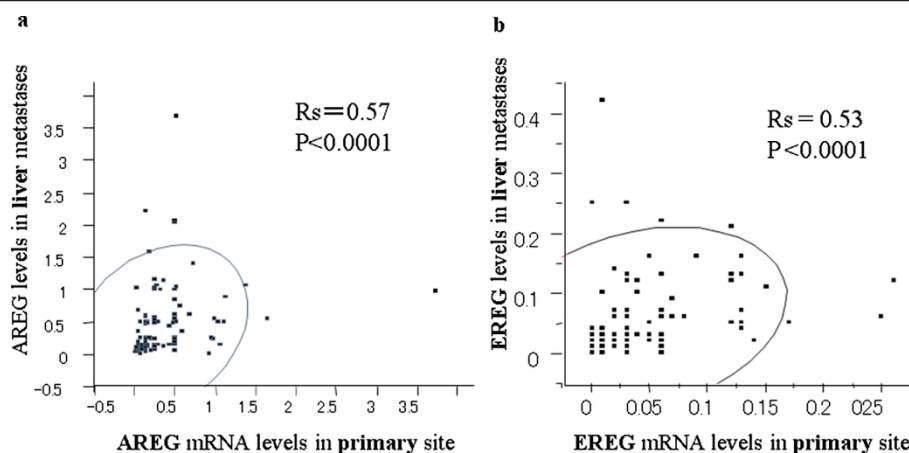 a
AREG levels in liver metastases
3.5
3
2.5
2
1.5
1
0.5
0
-0.5
Rs=0.57
P<0.0001
-0.5 0.5 1 1.5 2 2.5 3 3.5
AREG mRNA levels in primary site
b
EREG levels in liver metastases
0.4
0.3
0.2
0.1
0
Rs=0.53
P<0.0001
0 0.05 0.1 0.15 0.2 025
EREG mRNA levels in primary site